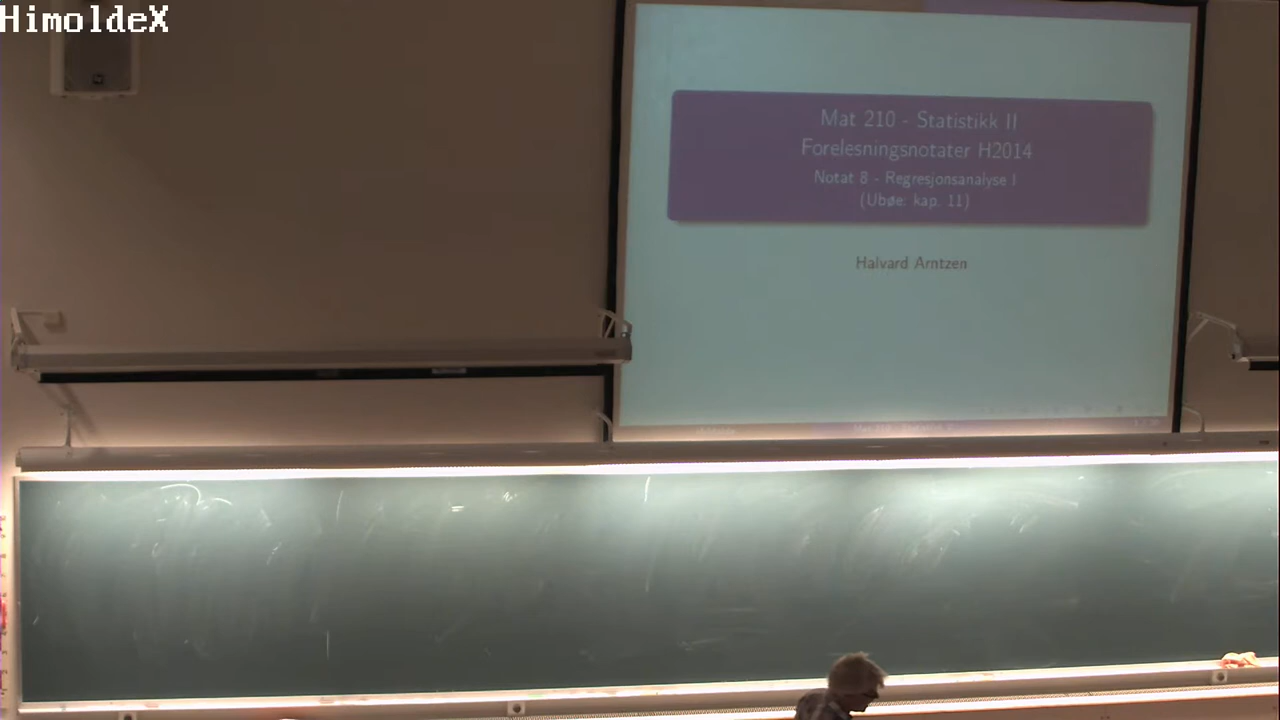 HimoldeX
Mat 210 - Statistikk II
Forelesningsnotater H2014
Notat 8 - Regresjonsanalyse I
(Ubøe: kap. 11)
Halvard Arntzen